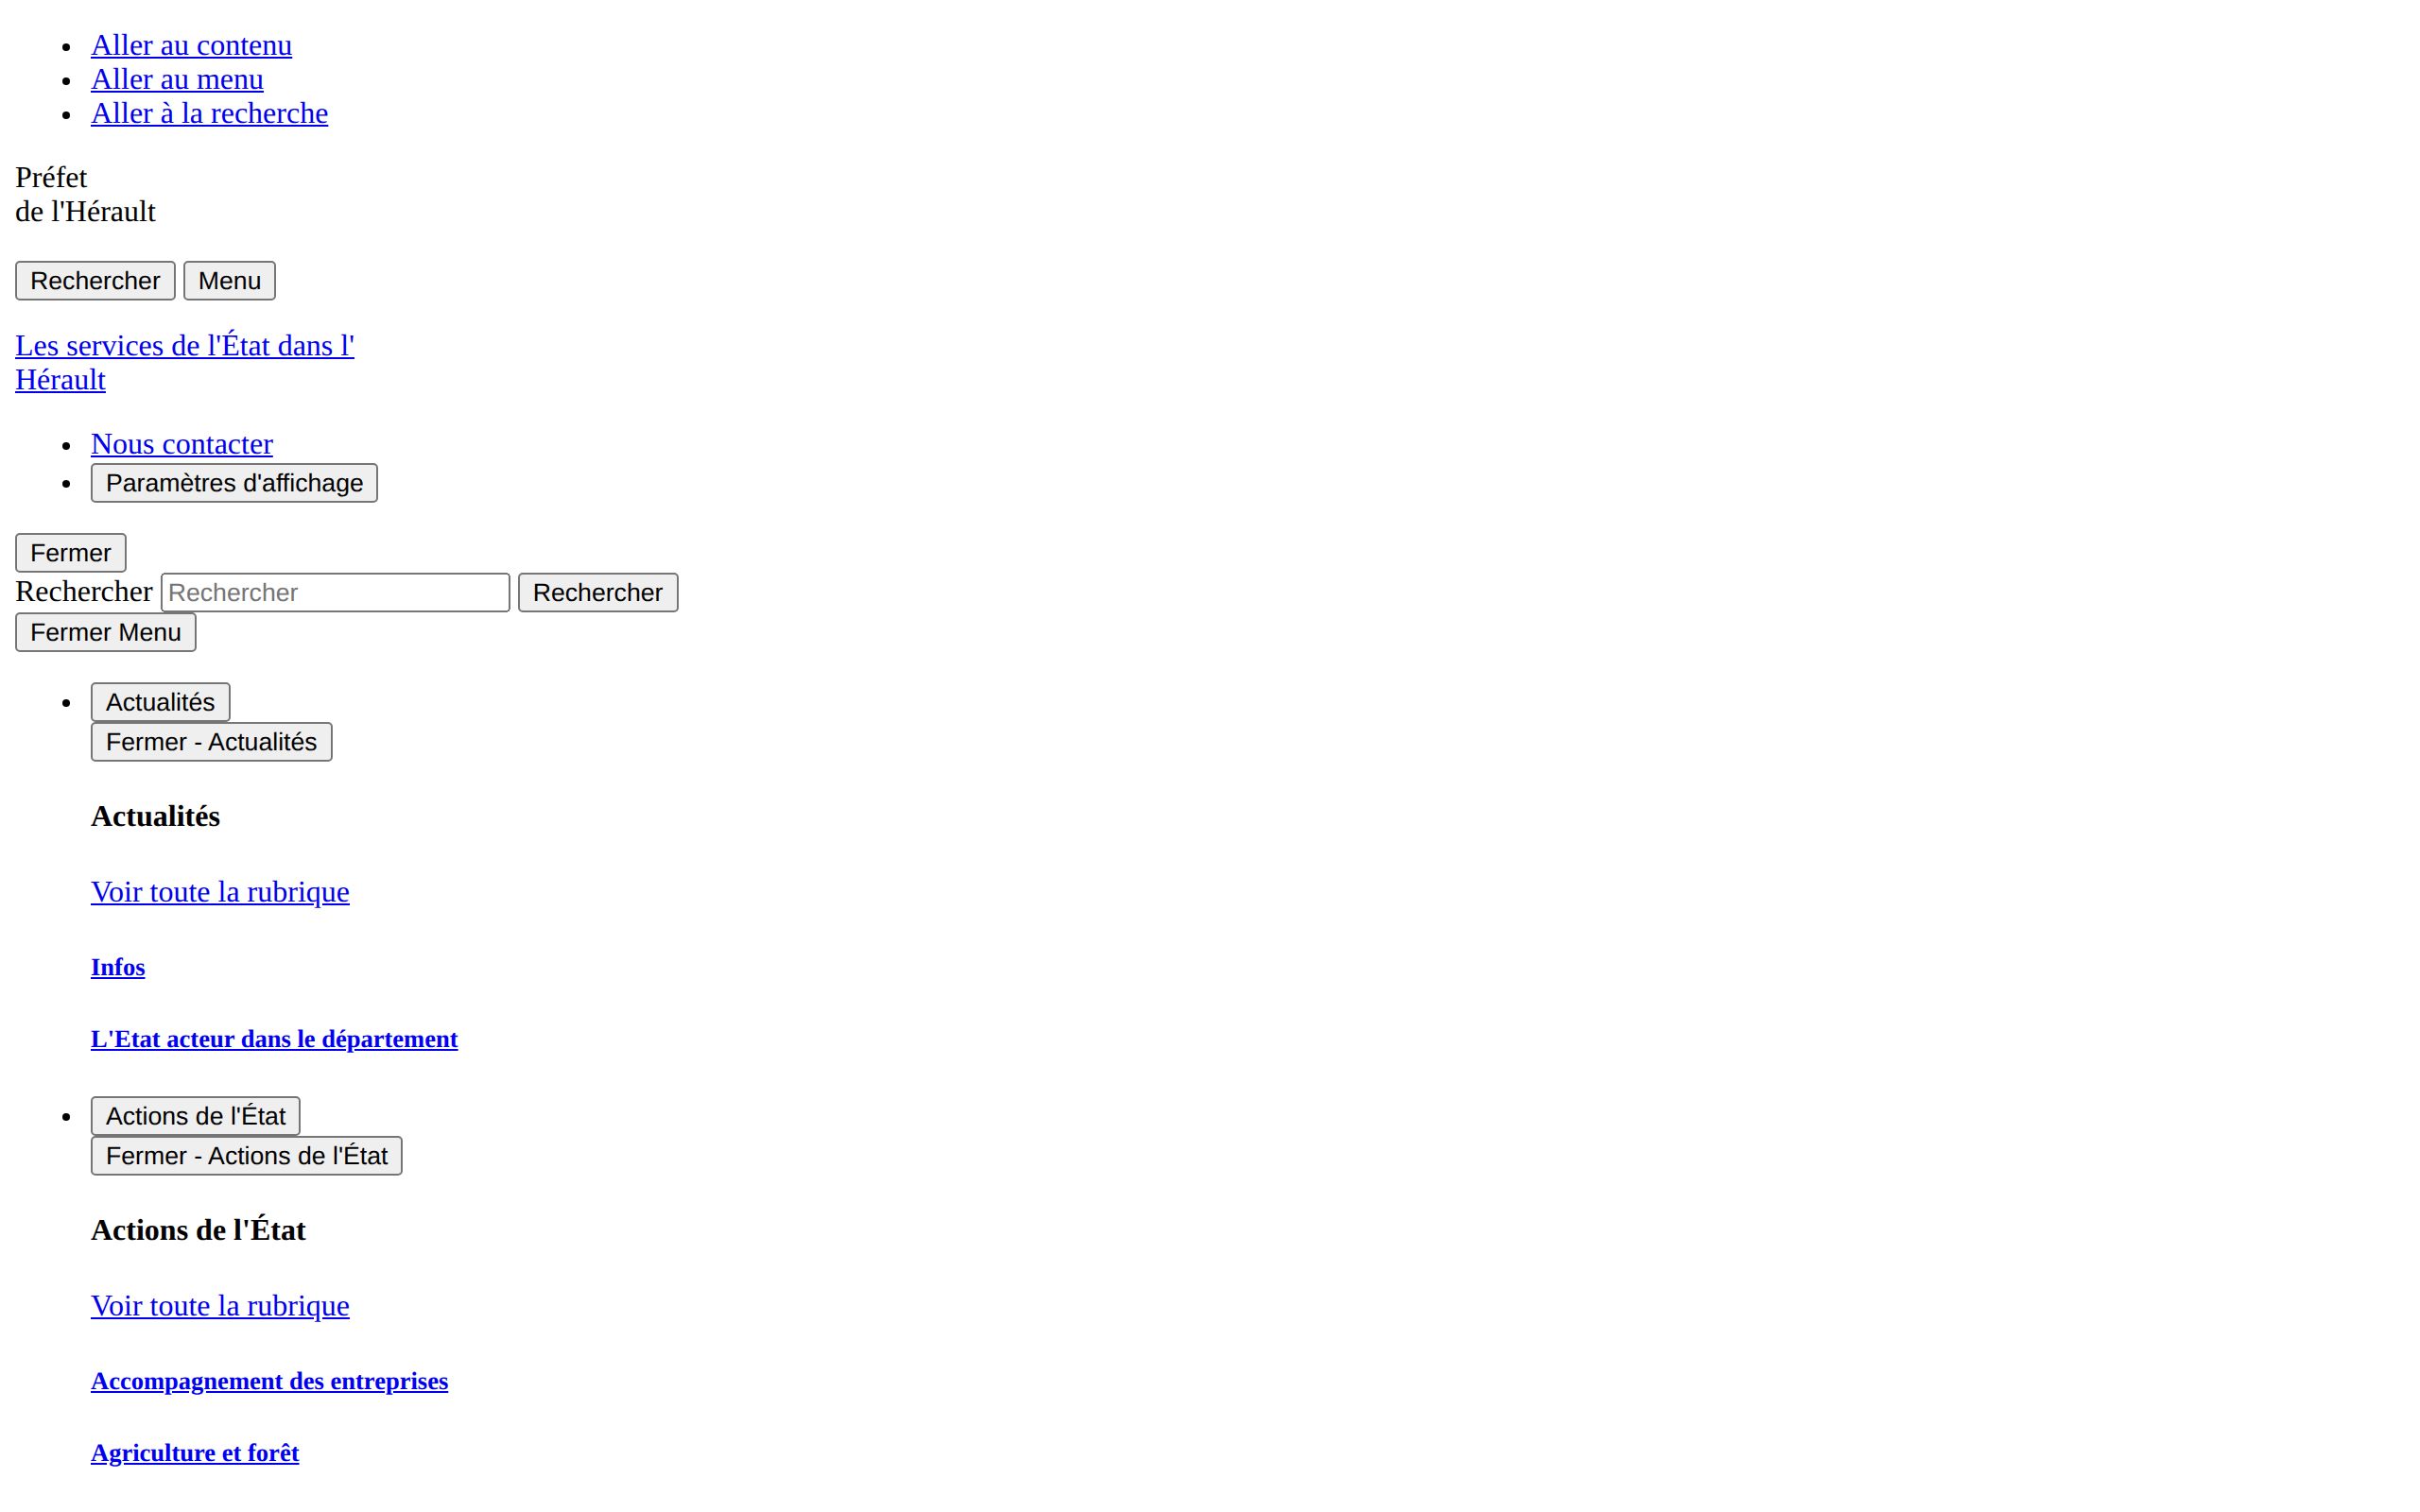 Aller au contenu
Aller au menu
Aller à la recherche
Préfet
de l'Hérault
Rechercher Menu
Les services de l'État dans l'
Hérault
Nous contacter
Paramètres d'affichage
Fermer
Rechercher Rechercher Rechercher
Fermer Menu
Actualités
Fermer - Actualités
Actualités
Voir toute la rubrique
Infos
L'Etat acteur dans le département
Actions de l'État
Fermer - Actions de l'État
Actions de l'État
Voir toute la rubrique
Accompagnement des entreprises
Agriculture et forêt